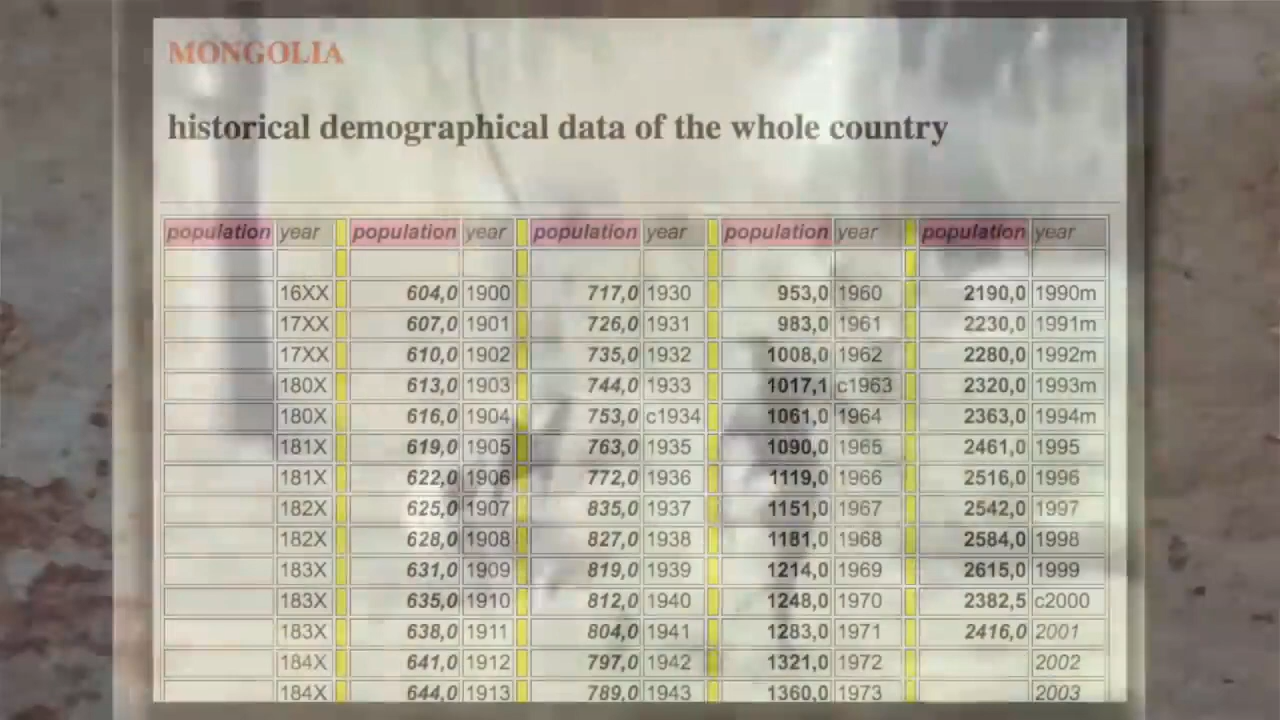 MONGOLIA
historical demographical data of the whole country
population year population year population year population year population year
16XX 604,0 1900 717,0 1930 953,0 1960 2190,0 1990m
17XX 607,0 1901 726,0 1931 983,0 1961 2230,0 1991m
17XX 610,0 1902 735,0 1932 1008,0 1962 2280,0 1992m
180X 613,0 1903 744,0 1933 1017,1 c1963 2320,0 1993m
180X 616,0 1904 753,0 c1934 1061,0 1964 2363,0 1994m
181X 619,0 1905 763,0 1935 1090,0 1965 2461,0 1995
181X 622,0 1906 772,0 1936 1119,0 1966 2516,0 1996
182X 625,0 1907 835,0 1937 1151,0 1967 2542,0 1997
182X 628,0 1908 827,0 1938 1181,0 1968 2584,0 1998
183X 631,0 1909 819,0 1939 1214,0 1969 2615,0 1999
183X 635,0 1910 812,0 1940 1248,0 1970 2382,5 c2000
183X 638,0 1911 804,0 1941 1283,0 1971 2416,0 2001
184X 641,0 1912 797,0 1942 1321,0 1972 2002
184X 644,0 1913 789,0 1943 1360,0 1973 2003